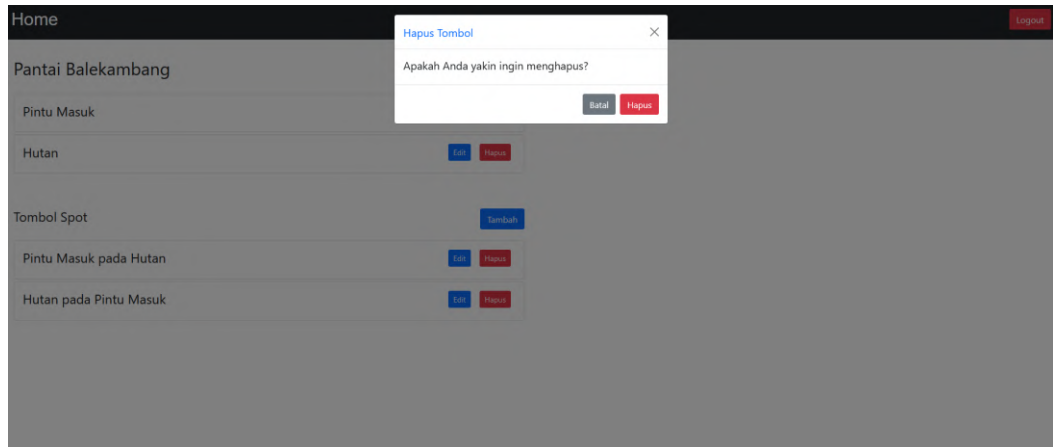 Home
Logout
Hapus Tombol
Apakah Anda yakin ingin menghapus?
Batal Hapus
Pantai Balekambang
Pintu Masuk
Hutan Edit Hapus
Tombol Spot Tambah
Pintu Masuk pada Hutan Edit Hapus
Hutan pada Pintu Masuk Edit Hapus